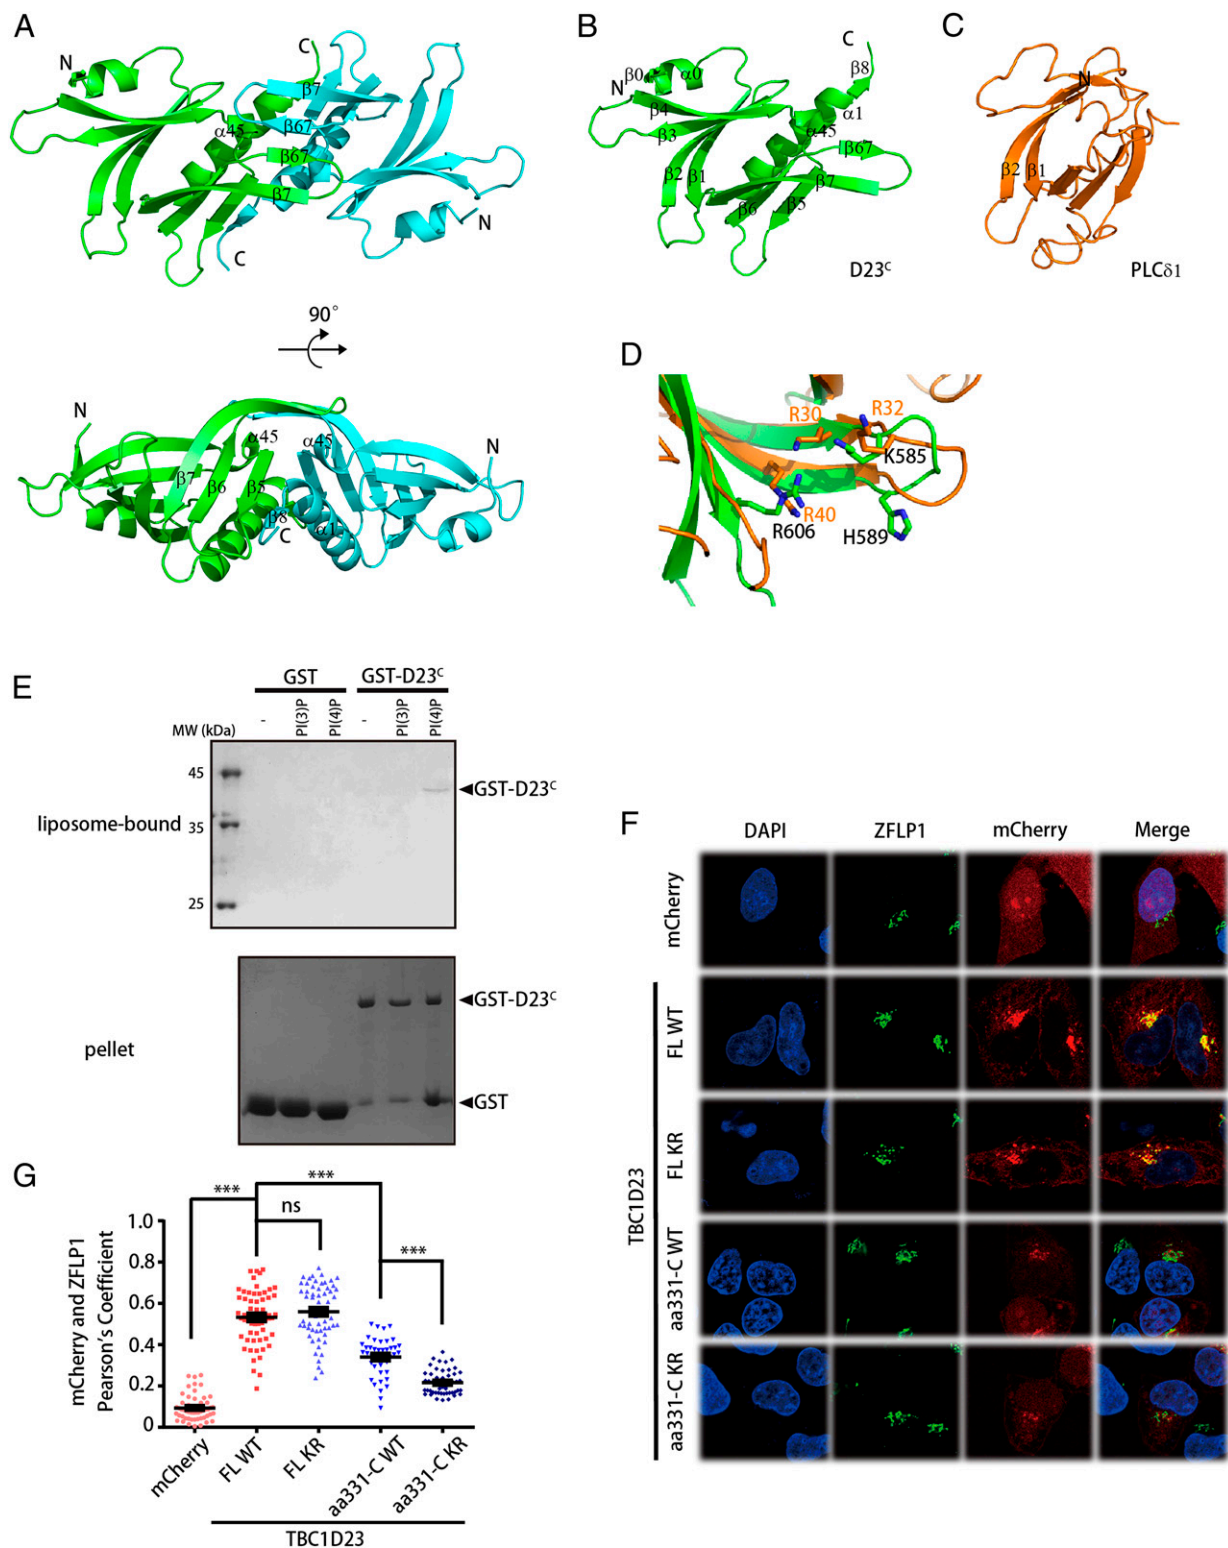 A
N
C
β7
β67
α45
β67
β7
C
N
90°
N
α45
α45
N
β7
β6
β5
β8
C
α1
B
C
β8
β0
α0
N
β4
α1
β3
α45
β67
β2
β1
β7
β6
β5
D23ᶜ
C
N
β2
β1
PLCδ1
D
R30
R32
K585
R40
R606
H589
E
GST
GST-D23ᶜ
MW (kDa)
-
PI(3)P
PI(4)P
-
PI(3)P
PI(4)P
45
35
25
liposome-bound
GST-D23ᶜ
pellet
GST-D23ᶜ
GST
F
DAPI
ZFLP1
mCherry
Merge
mCherry
FL WT
FL KR
aa331-C WT
aa331-C KR
TBC1D23
G
***
***
ns
***
mCherry and ZFLP1
Pearson's Coefficient
1.0
0.8
0.6
0.4
0.2
0
mCherry
FL WT
FL KR
aa331-C WT
aa331-C KR
TBC1D23